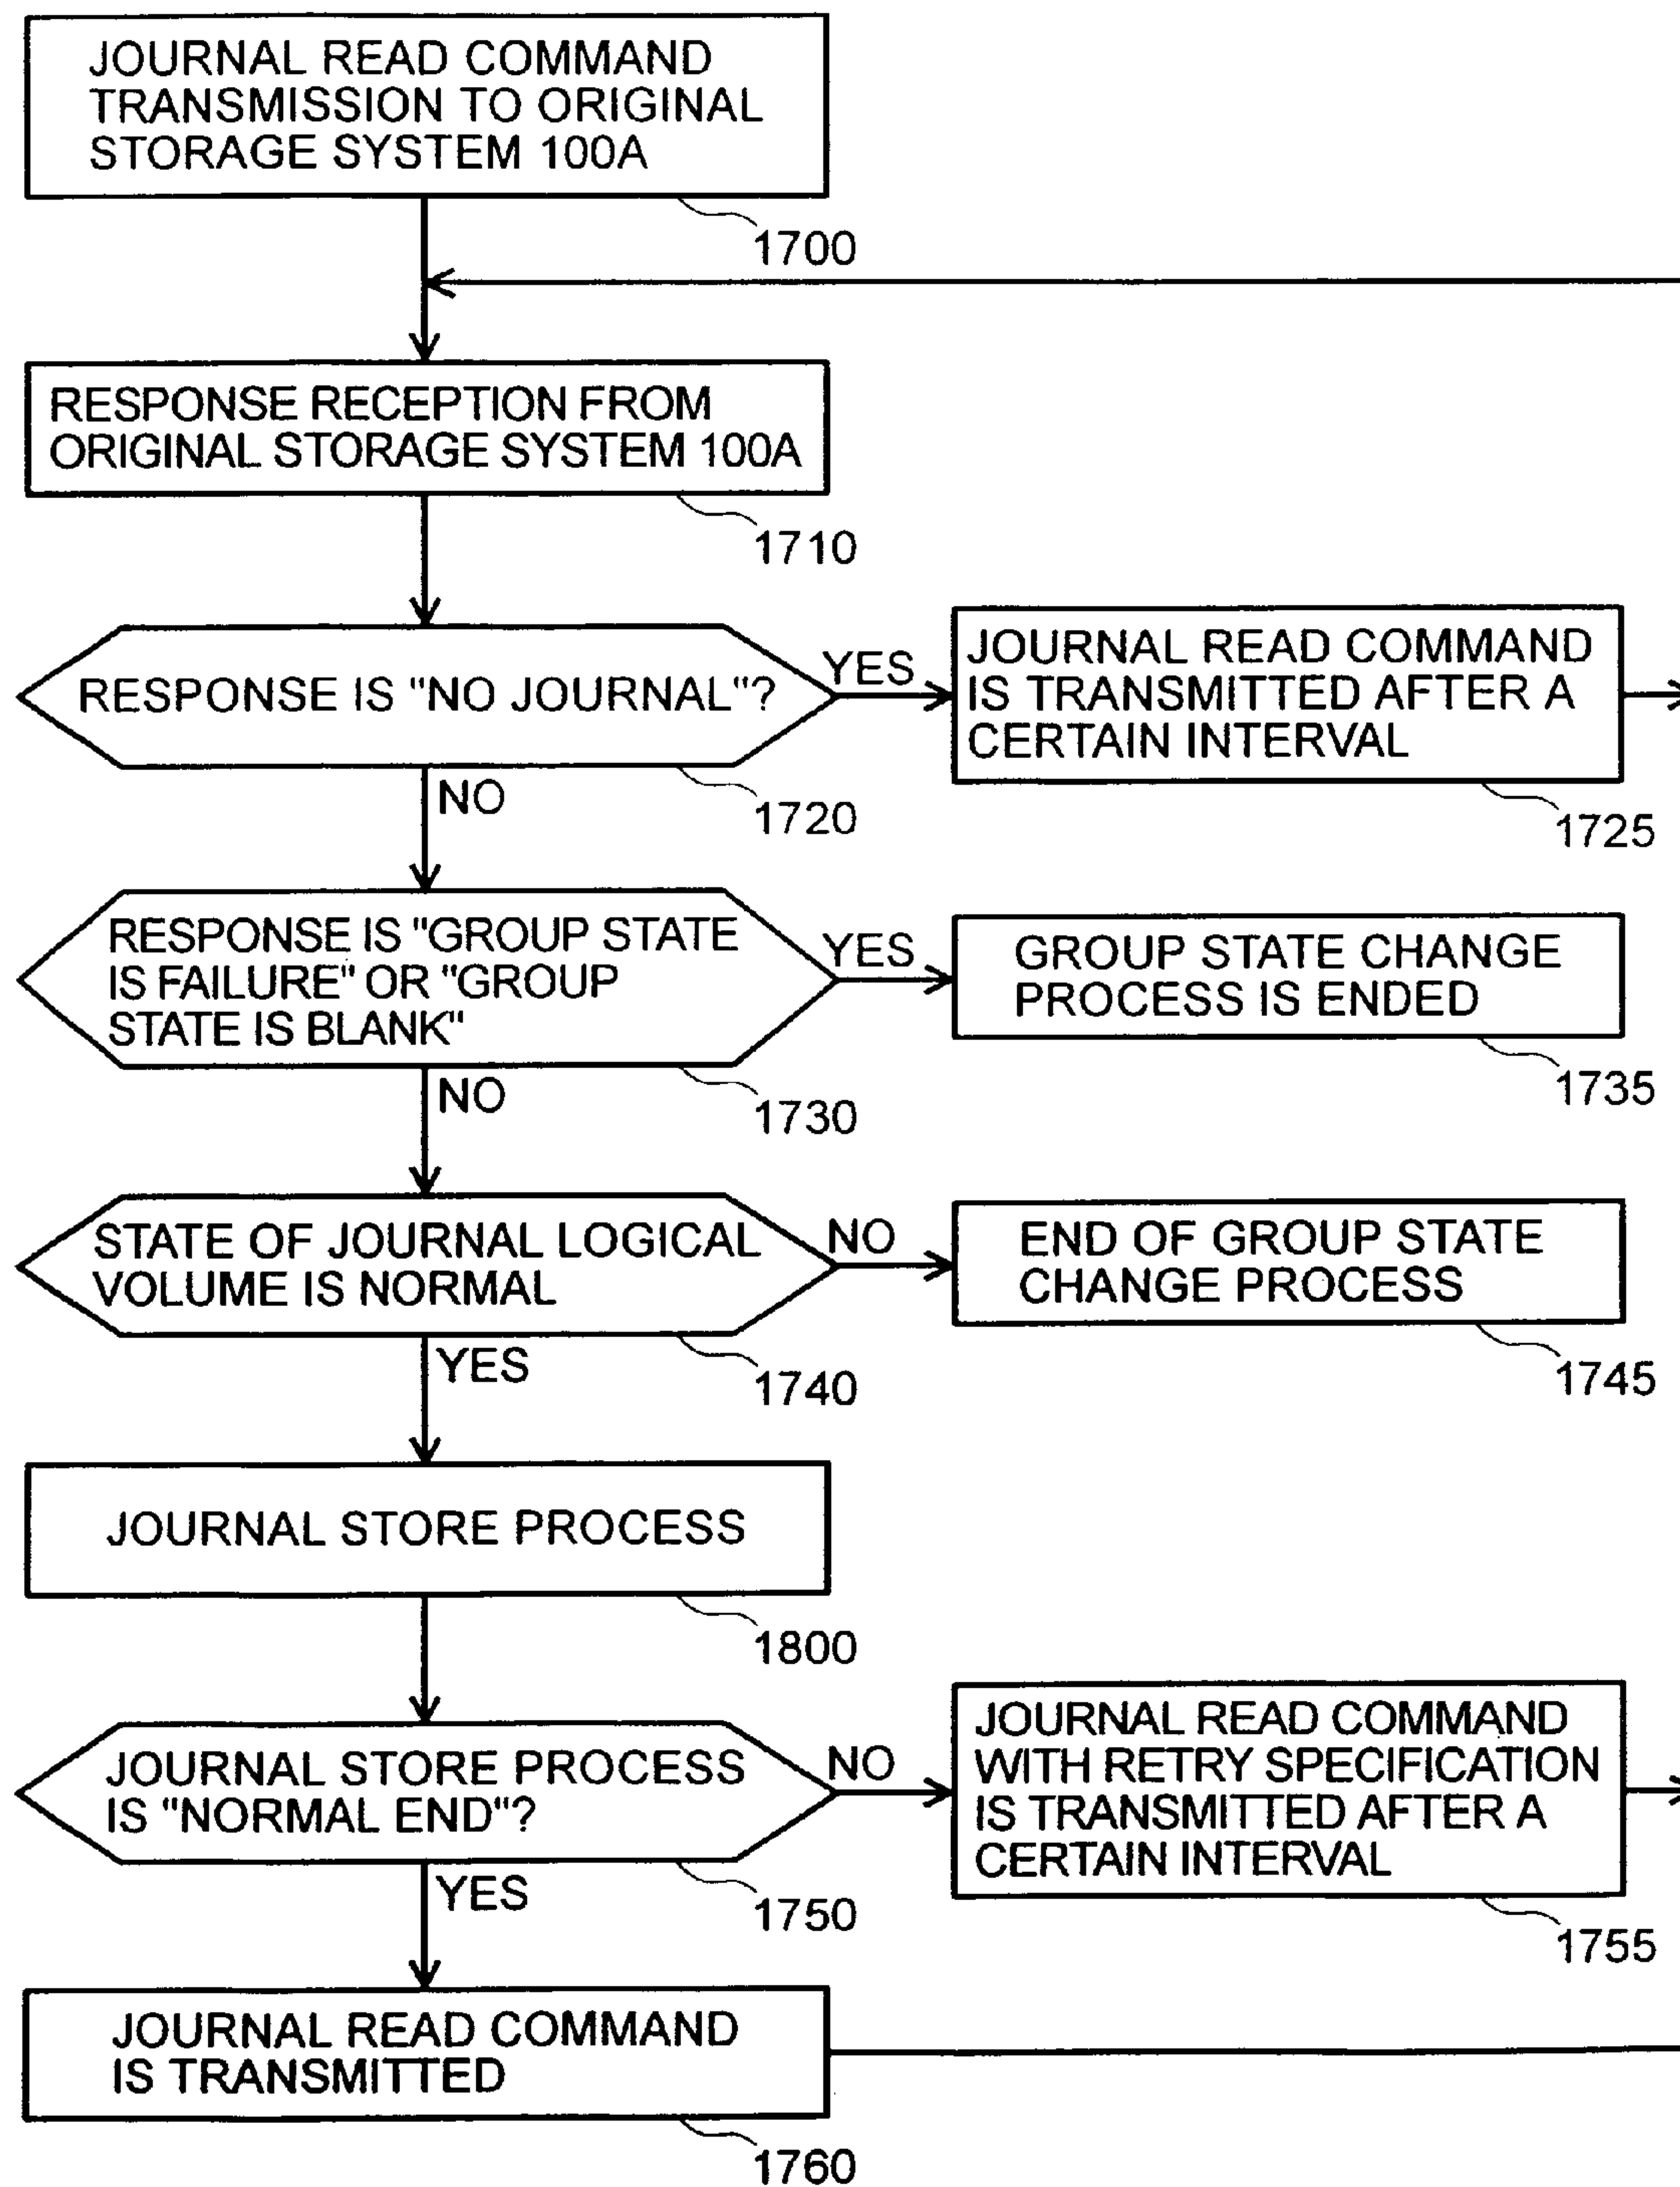 JOURNAL READ COMMAND
TRANSMISSION TO ORIGINAL
STORAGE SYSTEM 100A
1700
RESPONSE RECEPTION FROM
ORIGINAL STORAGE SYSTEM 100A
1710
RESPONSE IS "NO JOURNAL"?
YES
NO
1720
JOURNAL READ COMMAND
IS TRANSMITTED AFTER A
CERTAIN INTERVAL
1725
RESPONSE IS "GROUP STATE
IS FAILURE" OR "GROUP
STATE IS BLANK"
YES
NO
1730
GROUP STATE CHANGE
PROCESS IS ENDED
1735
STATE OF JOURNAL LOGICAL
VOLUME IS NORMAL
NO
YES
1740
END OF GROUP STATE
CHANGE PROCESS
1745
JOURNAL STORE PROCESS
1800
JOURNAL STORE PROCESS
IS "NORMAL END"?
NO
YES
1750
JOURNAL READ COMMAND
WITH RETRY SPECIFICATION
IS TRANSMITTED AFTER A
CERTAIN INTERVAL
1755
JOURNAL READ COMMAND
IS TRANSMITTED
1760